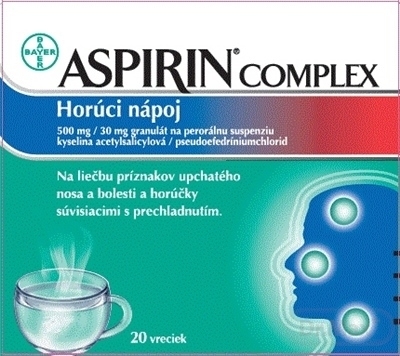 BAYER
BAYER
ASPIRIN® COMPLEX
Horúci nápoj
500 mg / 30 mg granulát na perorálnu suspenziu
kyselina acetylsalicylová / pseudoefedríniumchlorid
Na liečbu príznakov upchatého
nosa a bolesti a horúčky
súvisiacimi s prechladnutím.
20 vreciek